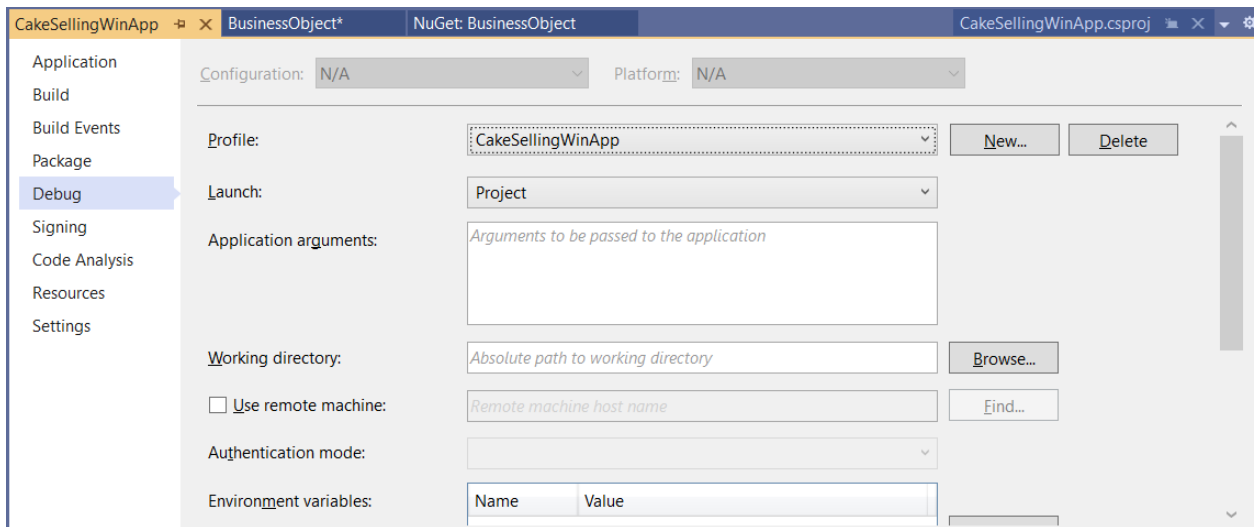 CakeSellingWinApp BusinessObject* NuGet: BusinessObject CakeSellingWinApp.csproj
Application
Build
Build Events
Package
Debug
Signing
Code Analysis
Resources
Settings
Configuration: N/A Platform: N/A
Profile: CakeSellingWinApp New... Delete
Launch: Project
Application arguments: Arguments to be passed to the application
Working directory: Absolute path to working directory Browse...
Use remote machine: Remote machine host name Find...
Authentication mode:
Environment variables: Name Value